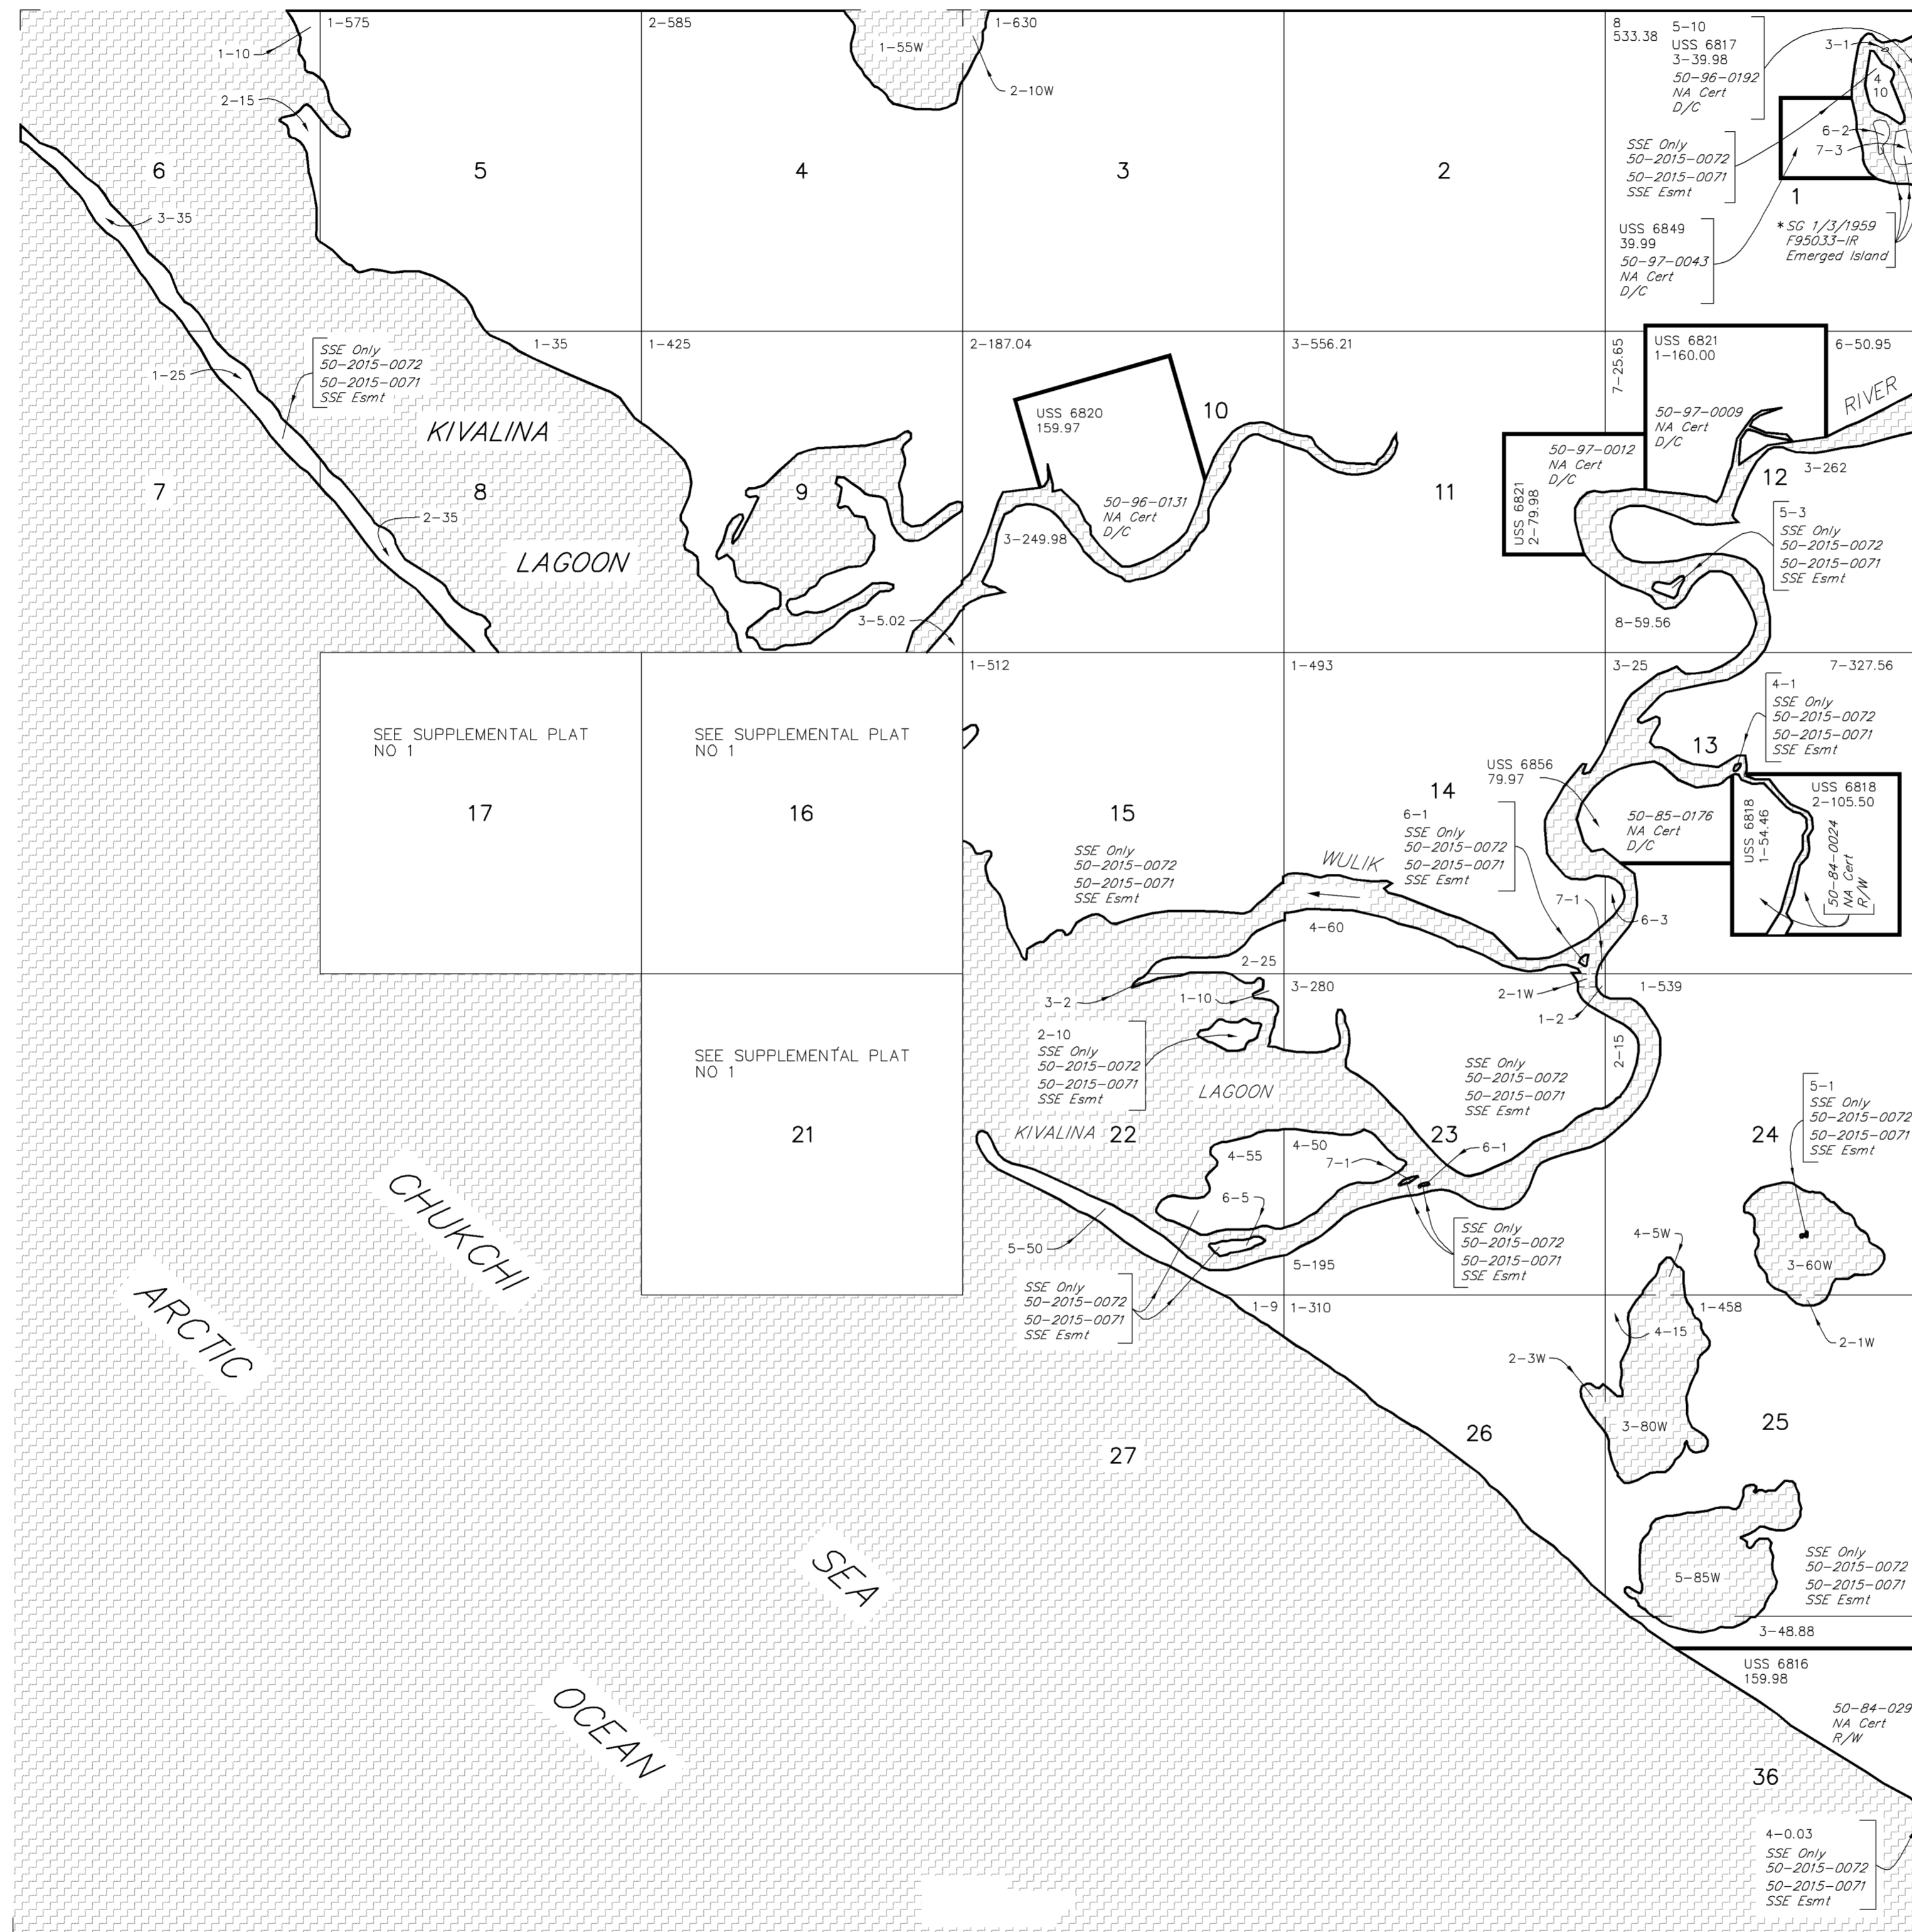 1-575
1-10
2-15
6
3-35
5
2-585
1-55W
4
1-630
2-10W
3
2
8
533.38
5-10
USS 6817
3-39.98
50-96-0192
NA Cert
D/C
3-1
4
10
6-2
7-3
SSE Only
50-2015-0072
50-2015-0071
SSE Esmt
1
USS 6849
39.99
50-97-0043
NA Cert
D/C
*SG 1/3/1959
F95033-IR
Emerged Island
1-25
7
SSE Only
50-2015-0072
50-2015-0071
SSE Esmt
1-35
KIVALINA
8
2-35
LAGOON
1-425
9
3-5.02
2-187.04
USS 6820
159.97
10
50-96-0131
NA Cert
D/C
3-249.98
3-556.21
11
7-25.65
USS 6821
1-160.00
50-97-0009
NA Cert
D/C
50-97-0012
NA Cert
D/C
USS 6821
2-79.98
6-50.95
RIVER
3-262
12
5-3
SSE Only
50-2015-0072
50-2015-0071
SSE Esmt
8-59.56
SEE SUPPLEMENTAL PLAT
NO 1
17
SEE SUPPLEMENTAL PLAT
NO 1
16
1-512
15
SSE Only
50-2015-0072
50-2015-0071
SSE Esmt
2-25
1-493
14
USS 6856
79.97
6-1
SSE Only
50-2015-0072
50-2015-0071
SSE Esmt
WULIK
4-60
7-1
6-3
3-25
7-327.56
4-1
SSE Only
50-2015-0072
50-2015-0071
SSE Esmt
13
50-85-0176
NA Cert
D/C
USS 6818
1-54.46
USS 6818
2-105.50
50-84-0024
NA Cert
R/W
SEE SUPPLEMENTAL PLAT
NO 1
21
3-2
1-10
2-10
SSE Only
50-2015-0072
50-2015-0071
SSE Esmt
LAGOON
KIVALINA
22
4-55
6-5
5-50
SSE Only
50-2015-0072
50-2015-0071
SSE Esmt
3-280
2-1W
1-2
SSE Only
50-2015-0072
50-2015-0071
SSE Esmt
4-50
7-1
23
6-1
SSE Only
50-2015-0072
50-2015-0071
SSE Esmt
5-195
1-539
2-15
24
5-1
SSE Only
50-2015-0072
50-2015-0071
SSE Esmt
4-5W
3-60W
2-1W
1-9
1-310
27
26
2-3W
1-458
4-15
3-80W
25
5-85W
SSE Only
50-2015-0072
50-2015-0071
SSE Esmt
3-48.88
USS 6816
159.98
50-84-029
NA Cert
R/W
36
4-0.03
SSE Only
50-2015-0072
50-2015-0071
SSE Esmt
CHUKCHI
ARCTIC
SEA
OCEAN